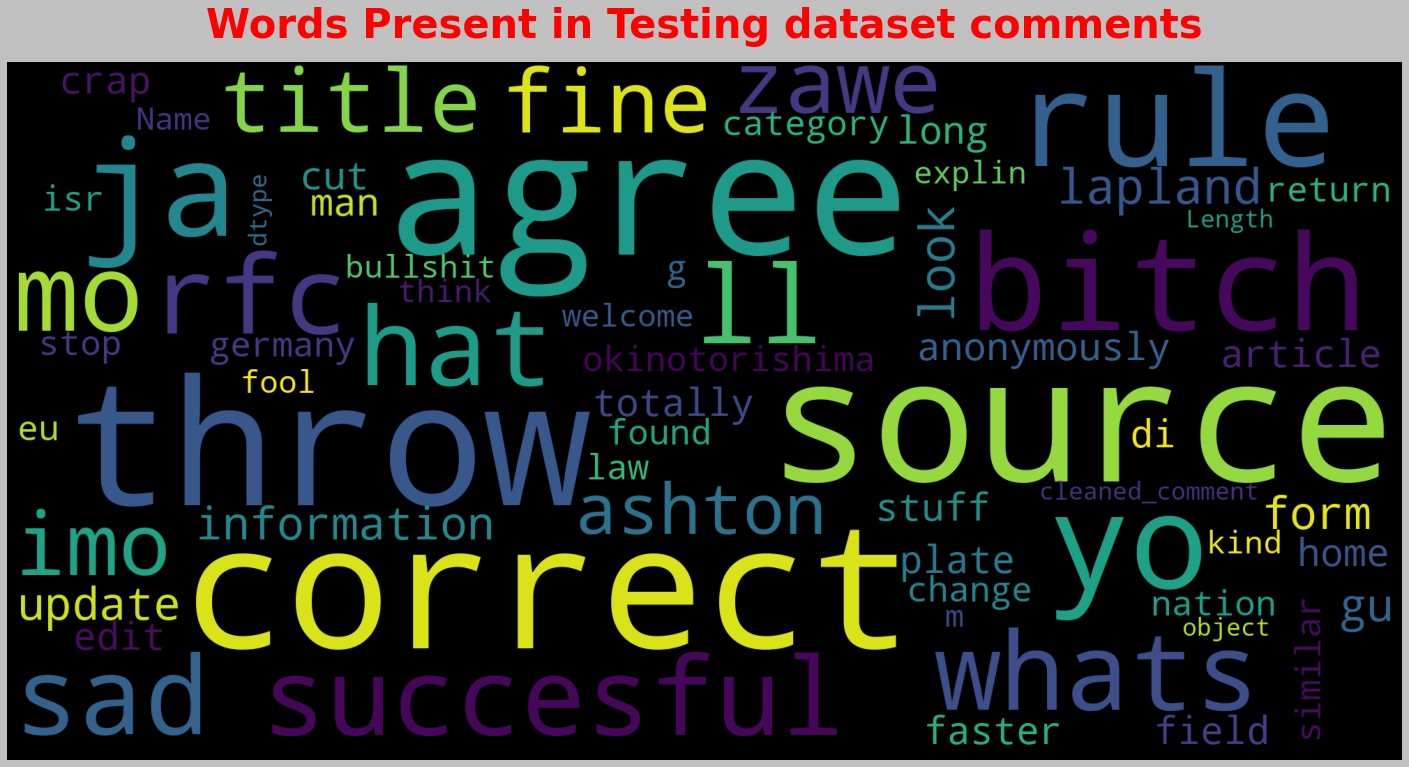 Words Present in Testing dataset comments
crap
title
fine
zawe
rule
Name
category
long
ja
agree
isr
dtype
cut
man
explin
lapland
return
Length
look
mo
rfc
bullshit
think
g
ll
bitch
hat
welcome
stop
germany
okinotorishima
anonymously
article
fool
throw
totally
source
eu
found
di
law
ashton
cleaned_comment
stuff
form
imo
information
yo
kind
home
correct
plate
change
update
m
nation
object
gu
edit
similar
sad
succesful
whats
faster
field